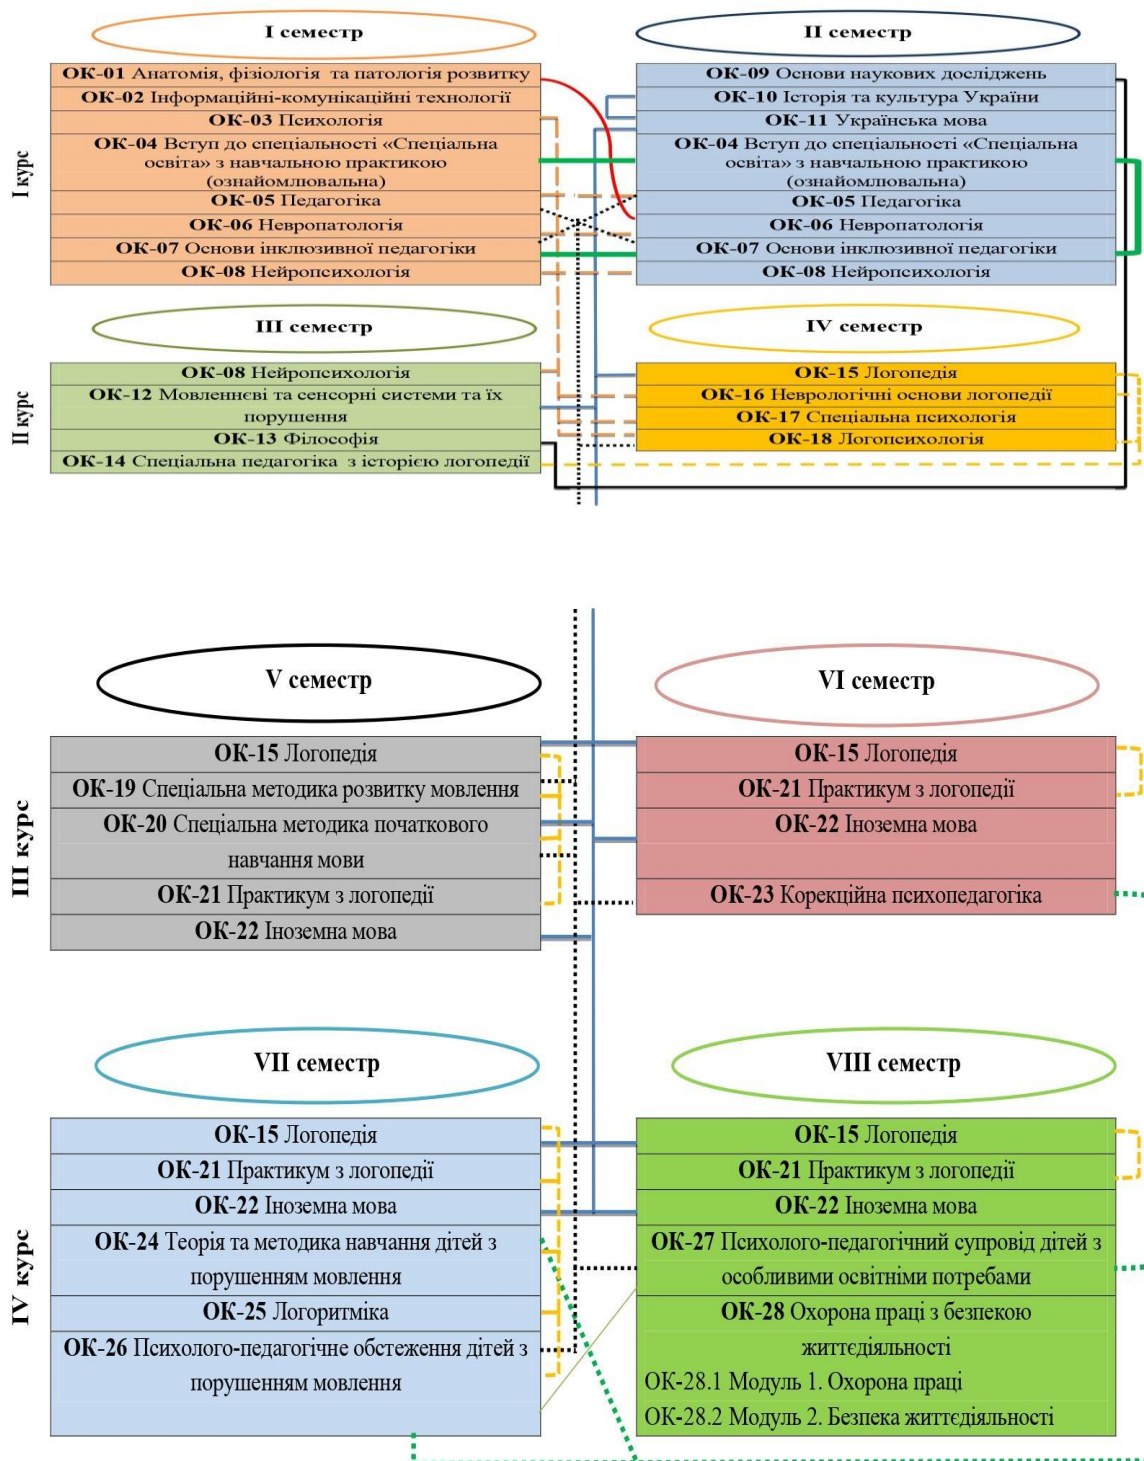 I семестр
II семестр
I курс
ОК-01 Анатомія, фізіологія та патологія розвитку
ОК-02 Інформаційні-комунікаційні технології
ОК-03 Психологія
ОК-04 Вступ до спеціальності «Спеціальна
освіта» з навчальною практикою
(ознайомлювальна)
ОК-05 Педагогіка
ОК-06 Невропатологія
ОК-07 Основи інклюзивної педагогіки
ОК-08 Нейропсихологія
ОК-09 Основи наукових досліджень
ОК-10 Історія та культура України
ОК-11 Українська мова
ОК-04 Вступ до спеціальності «Спеціальна
освіта» з навчальною практикою
(ознайомлювальна)
ОК-05 Педагогіка
ОК-06 Невропатологія
ОК-07 Основи інклюзивної педагогіки
ОК-08 Нейропсихологія
III семестр
IV семестр
II курс
ОК-08 Нейропсихологія
ОК-12 Мовленнєві та сенсорні системи та їх
порушення
ОК-13 Філософія
ОК-14 Спеціальна педагогіка з історією логопедії
ОК-15 Логопедія
ОК-16 Неврологічні основи логопедії
ОК-17 Спеціальна психологія
ОК-18 Логопсихологія
V семестр
VI семестр
III курс
ОК-15 Логопедія
ОК-19 Спеціальна методика розвитку мовлення
ОК-20 Спеціальна методика початкового
навчання мови
ОК-21 Практикум з логопедії
ОК-22 Іноземна мова
ОК-15 Логопедія
ОК-21 Практикум з логопедії
ОК-22 Іноземна мова
ОК-23 Корекційна психопедагогіка
VII семестр
VIII семестр
IV курс
ОК-15 Логопедія
ОК-21 Практикум з логопедії
ОК-22 Іноземна мова
ОК-24 Теорія та методика навчання дітей з
порушенням мовлення
ОК-25 Логоритміка
ОК-26 Психолого-педагогічне обстеження дітей з
порушенням мовлення
ОК-15 Логопедія
ОК-21 Практикум з логопедії
ОК-22 Іноземна мова
ОК-27 Психолого-педагогічний супровід дітей з
особливими освітніми потребами
ОК-28 Охорона праці з безпекою
життєдіяльності
ОК-28.1 Модуль 1. Охорона праці
ОК-28.2 Модуль 2. Безпека життєдіяльності